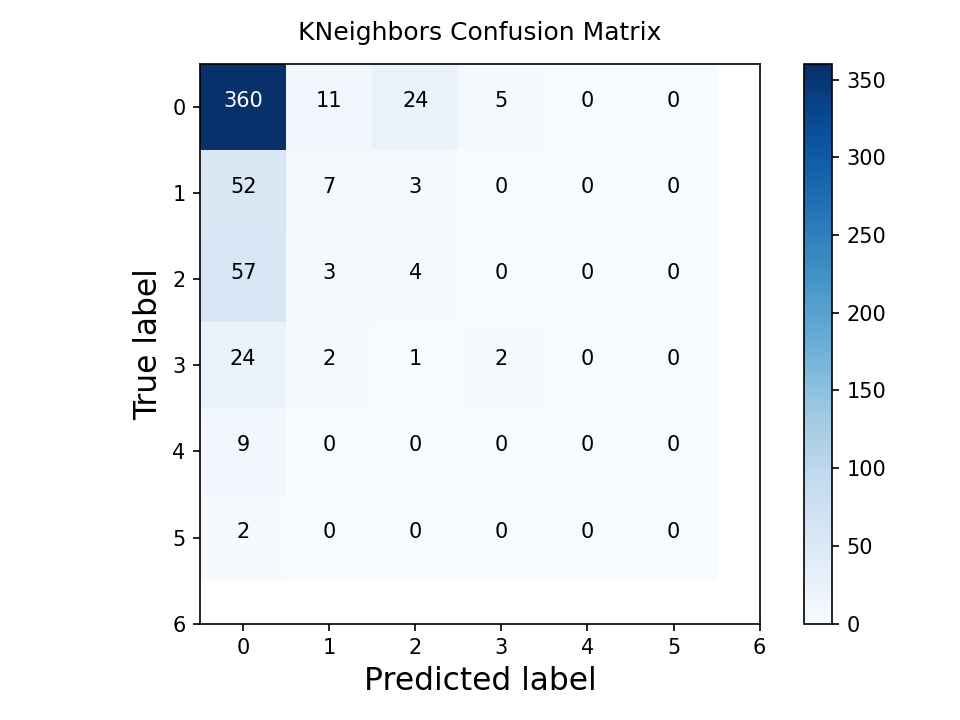 KNeighbors Confusion Matrix
0 360 11 24 5 0 0
1 52 7 3 0 0 0
2 57 3 4 0 0 0
3 24 2 1 2 0 0
4 9 0 0 0 0 0
5 2 0 0 0 0 0
6
0 1 2 3 4 5 6
Predicted label
True label
350
300
250
200
150
100
50
0